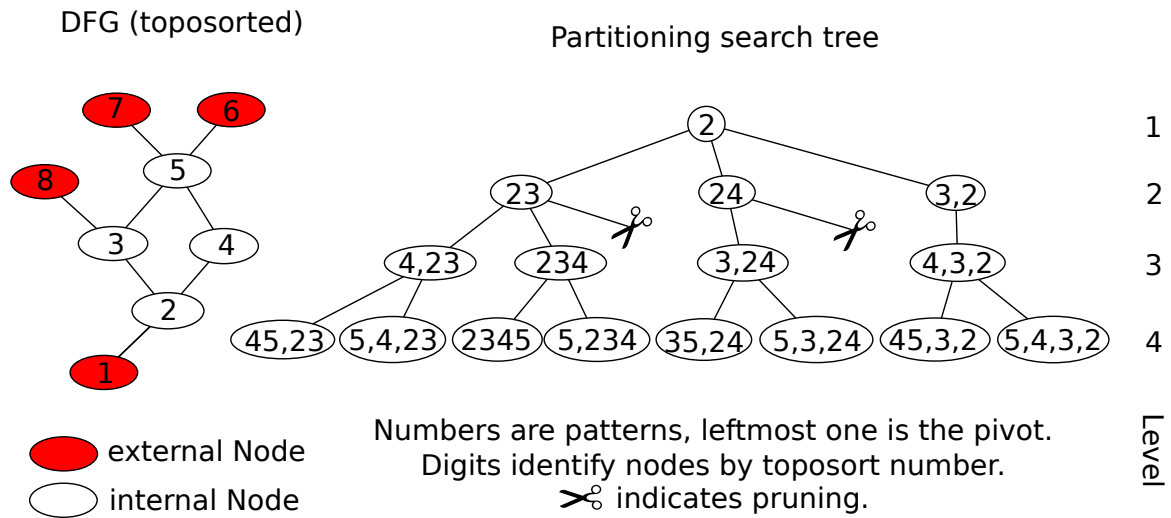 DFG (toposorted)
Partitioning search tree
7 6
8
5
3 4
2
1
2 1
23 24 3,2 2
4,23 234 3,24 4,3,2 3
45,23 5,4,23 2345 5,234 35,24 5,3,24 45,3,2 5,4,3,2 4
Level
external Node
internal Node
Numbers are patterns, leftmost one is the pivot.
Digits identify nodes by toposort number.
indicates pruning.